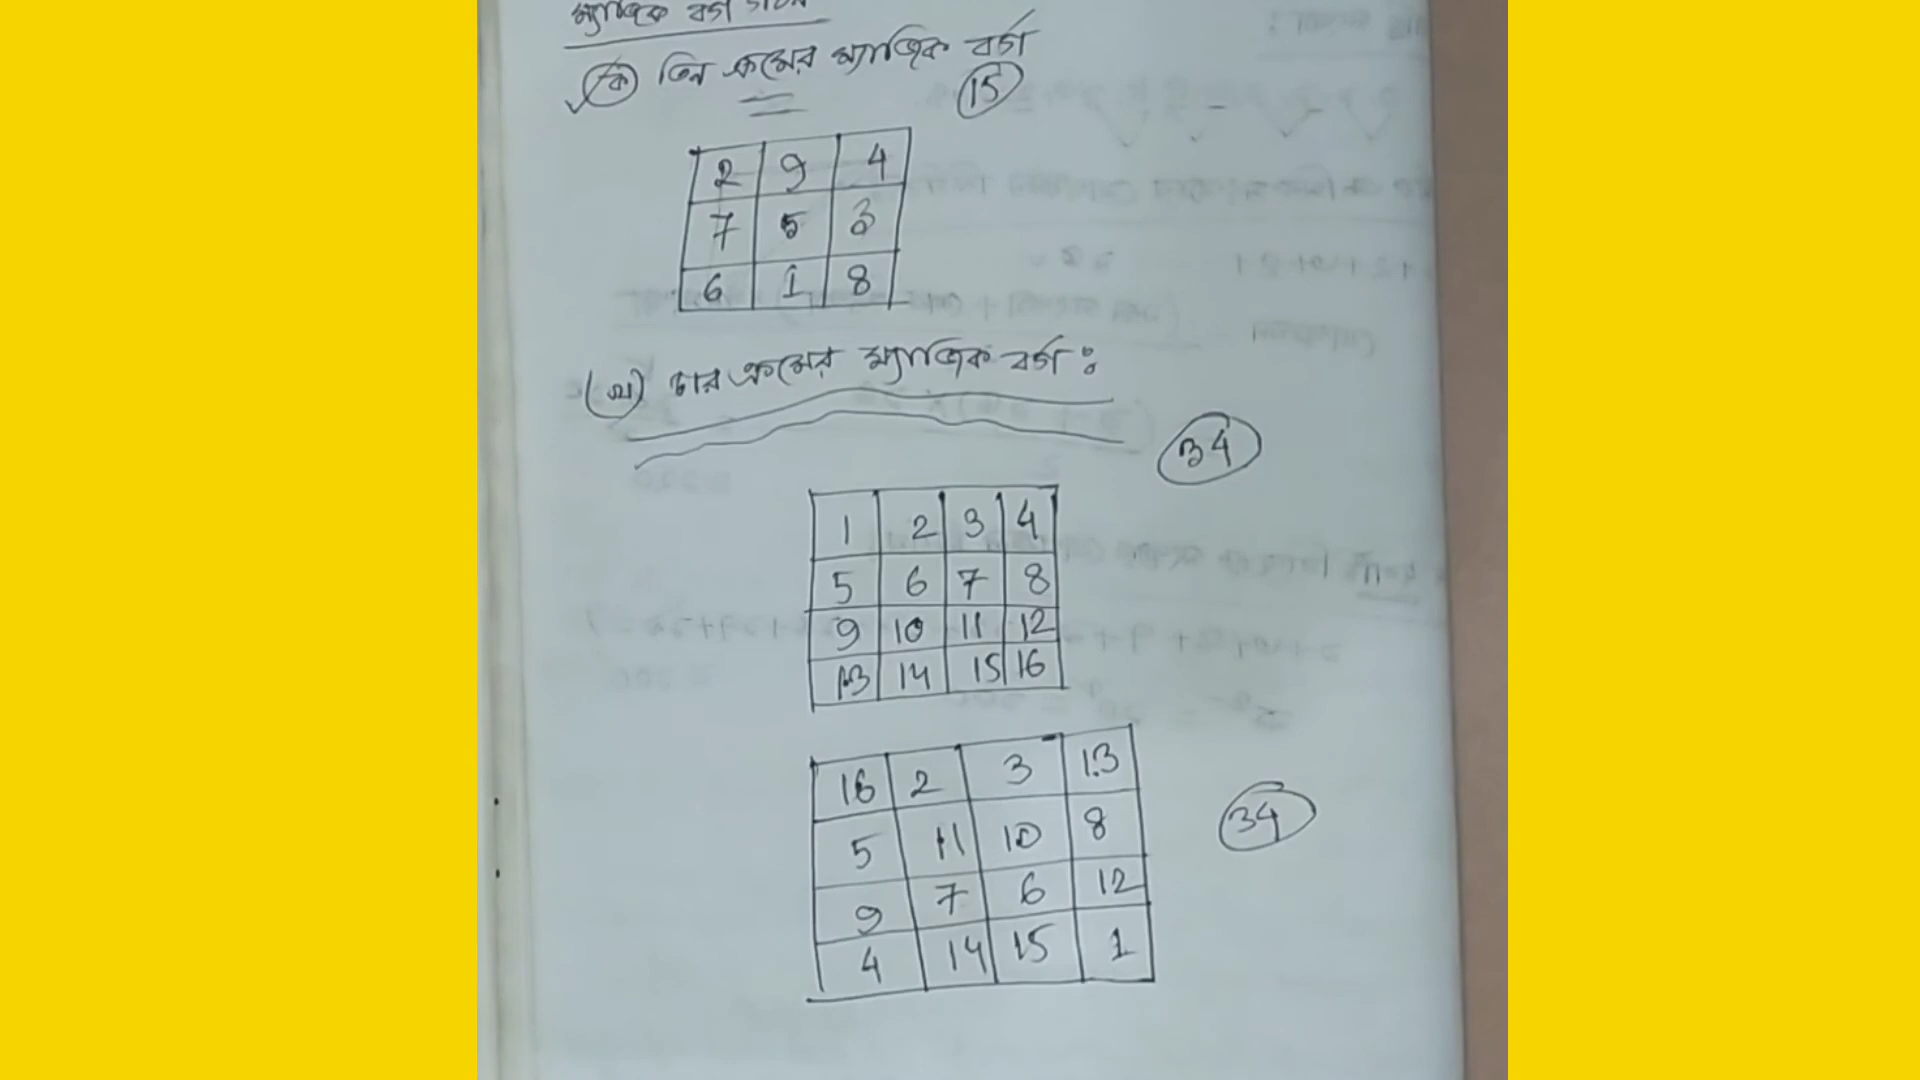 ম্যাজিক বর্গ গঠন
(ক) তিন ক্রমের ম্যাজিক বর্গ
15
2 9 4
7 5 3
6 1 8
(খ) চার ক্রমের ম্যাজিক বর্গ :
34
1 2 3 4
5 6 7 8
9 10 11 12
13 14 15 16
16 2 3 13
5 11 10 8
34
9 7 6 12
4 14 15 1